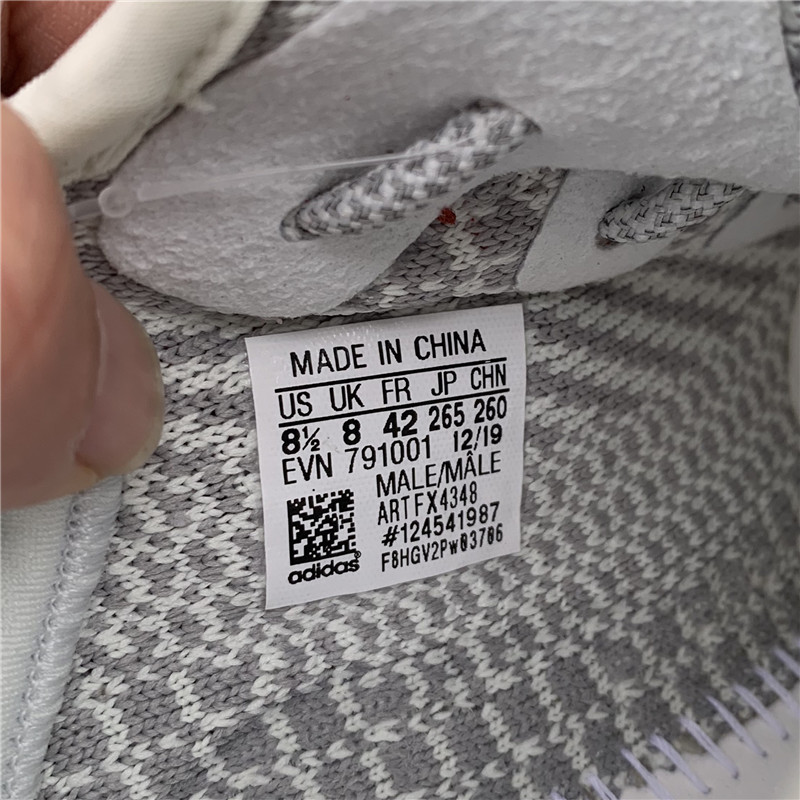 MADE IN CHINA
US UK FR JP CHN
8½ 8 42 265 260
EVN 791001 12/19
MALE/MÂLE
ART FX4348
#124541987
F8HGV2PW03706
adidas®